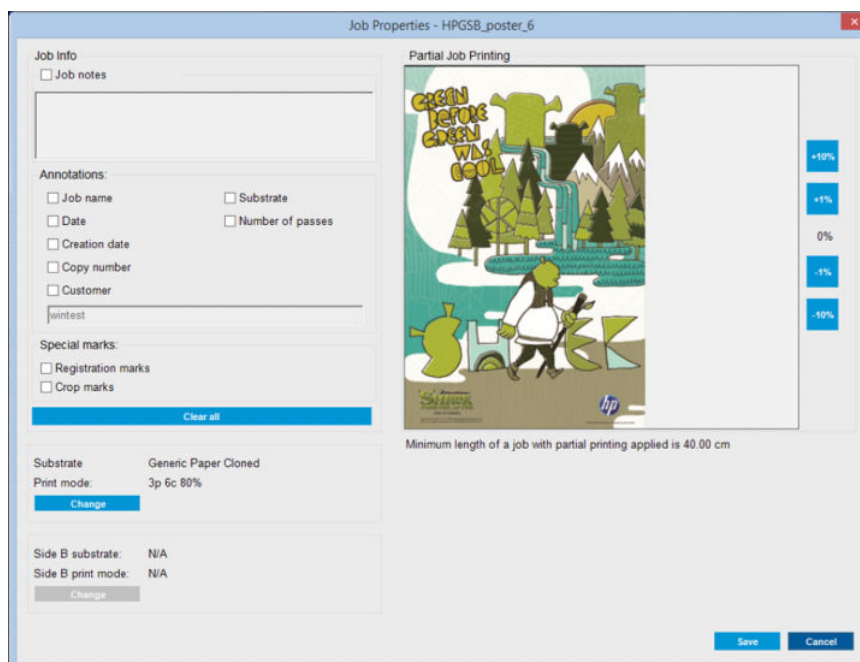 Job Properties - HPGSB_poster_6
x
Job Info
Job notes
Annotations:
Job name
Substrate
Date
Number of passes
Creation date
Copy number
Customer
wintest
Special marks:
Registration marks
Crop marks
Clear all
Substrate Generic Paper Cloned
Print mode: 3p 6c 80%
Change
Side B substrate: N/A
Side B print mode: N/A
Change
Partial Job Printing
GREEN
BEFORE
GREEN
WAS
COOL
SHREK
SHREK
hp
+10%
+1%
0%
-1%
-10%
Minimum length of a job with partial printing applied is 40.00 cm
Save Cancel